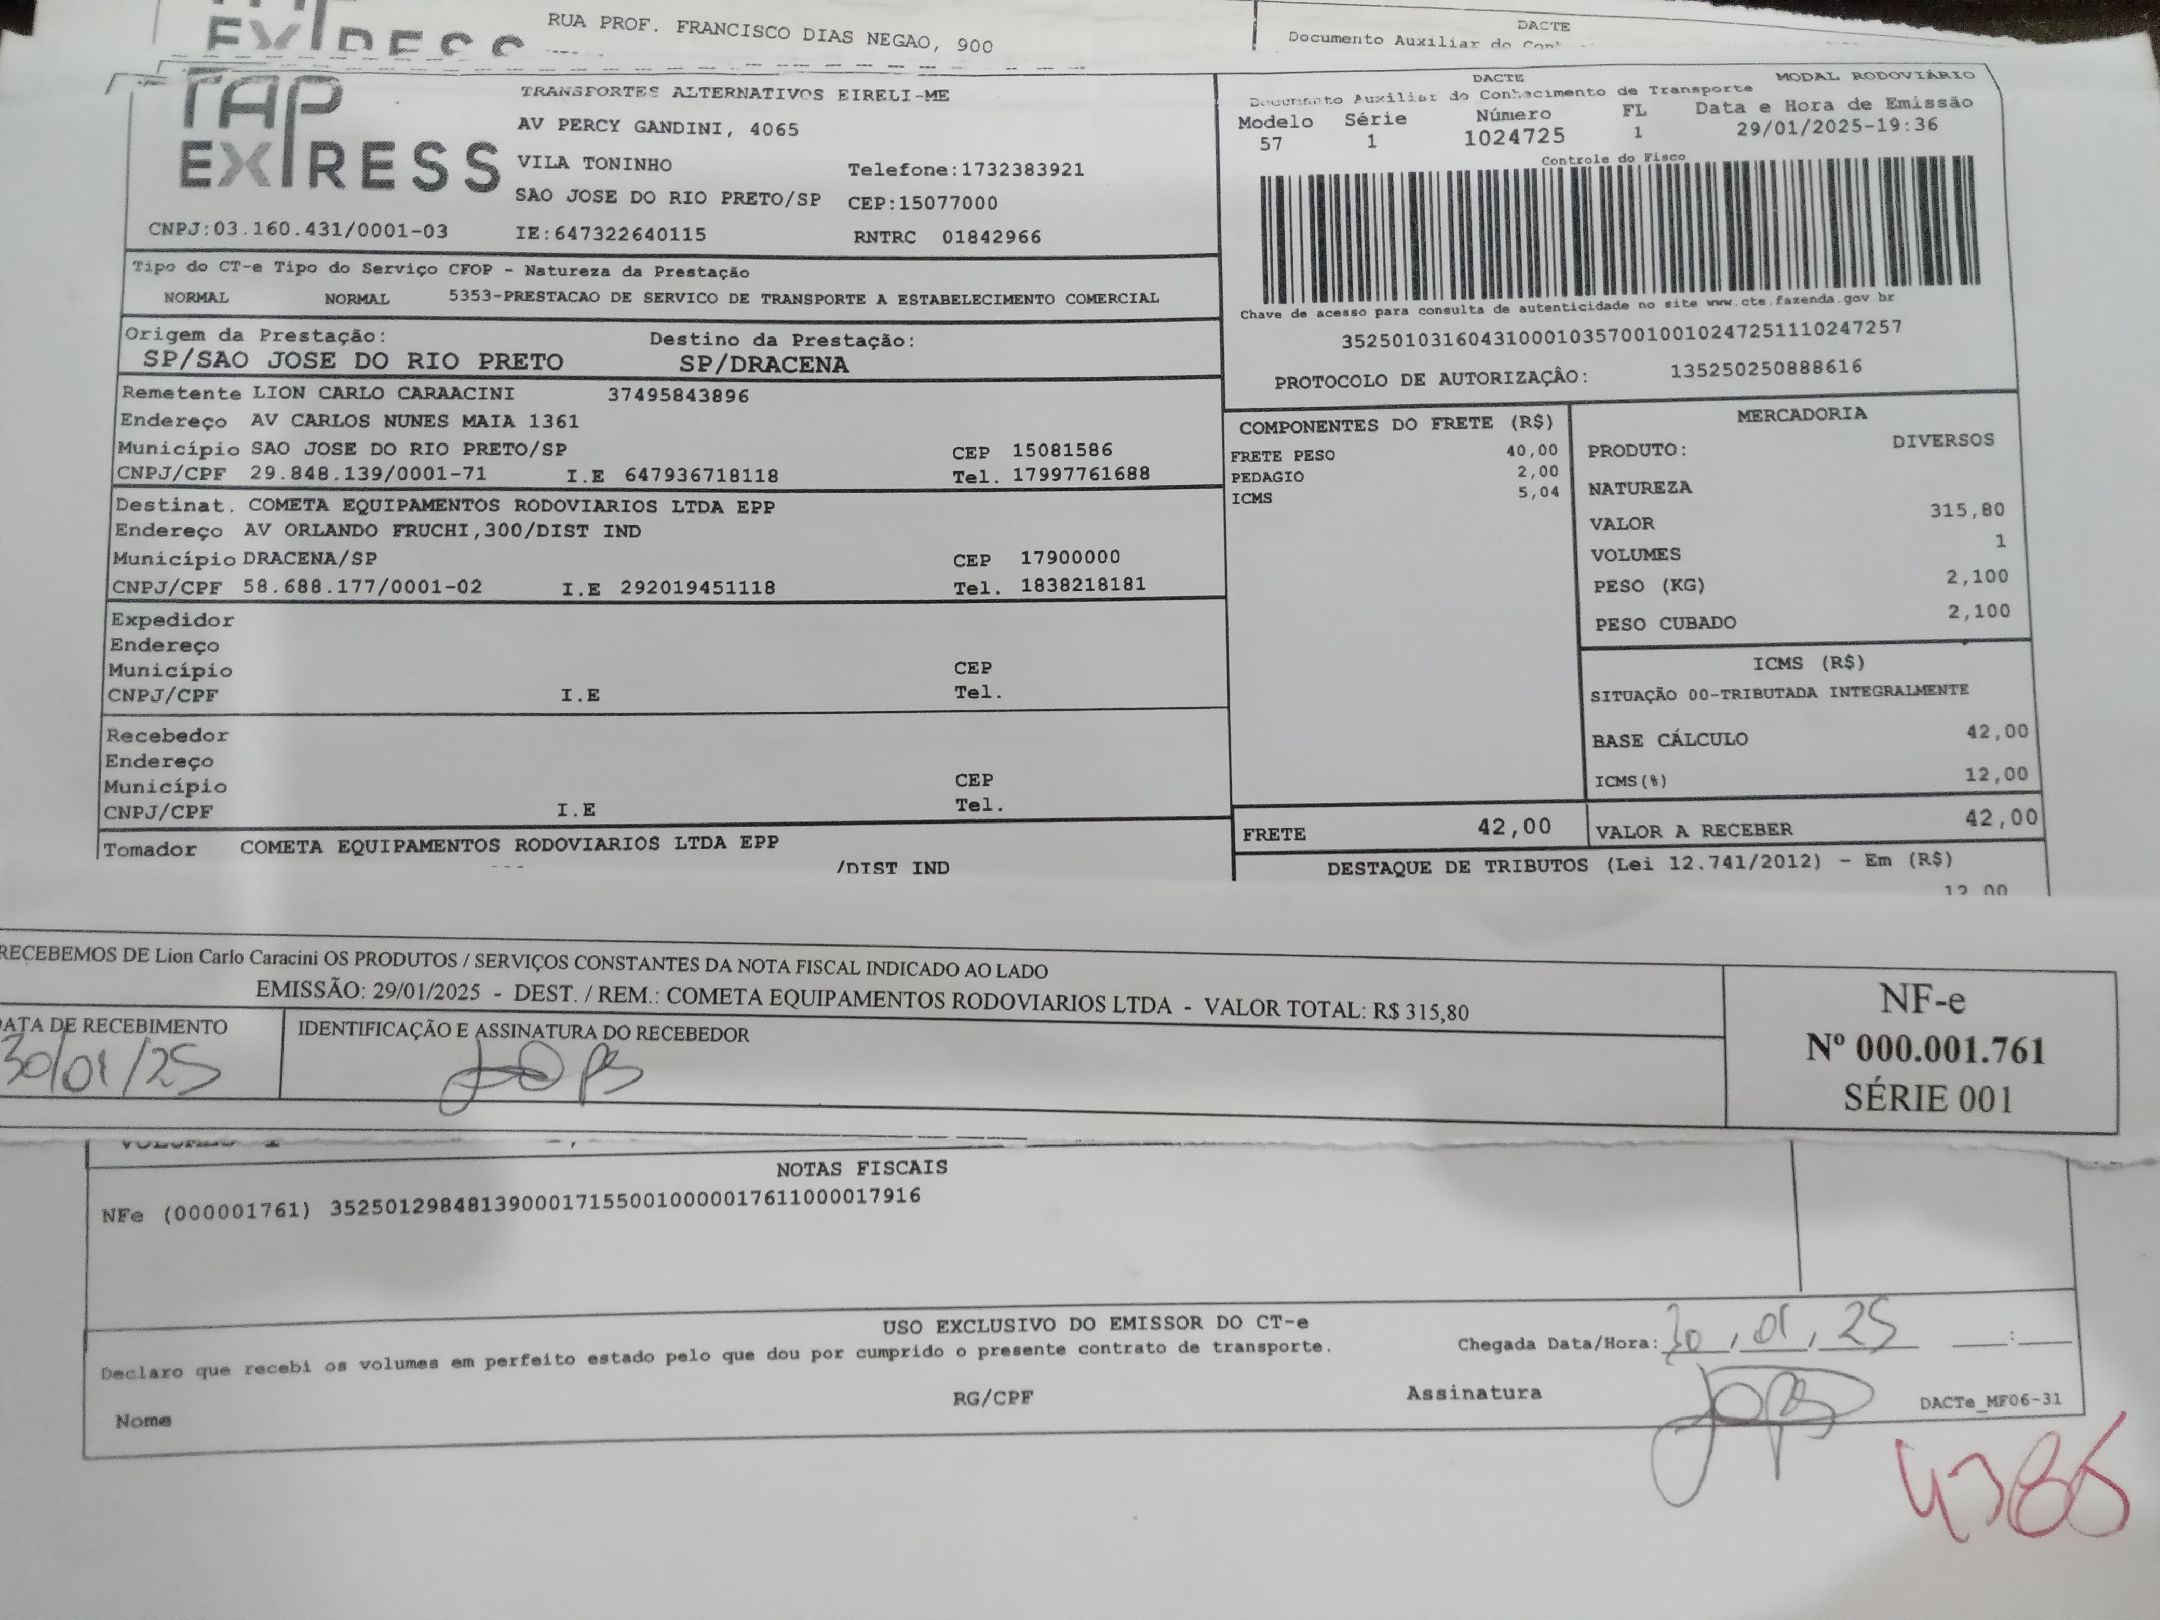 RUA PROF. FRANCISCO DIAS NEGAO, 900
DACTE
Documento Auxiliar do
TAP EXPRESS
TRANSPORTES ALTERNATIVOS EIRELI-ME
AV PERCY GANDINI, 4065
VILA TONINHO Telefone:1732383921
SAO JOSE DO RIO PRETO/SP CEP:15077000
CNPJ:03.160.431/0001-03 IE:647322640115 RNTRC 01842966
DACTE MODAL RODOVIÁRIO
Documento Auxiliar do Conhecimento de Transporte
Modelo Série Número FL Data e Hora de Emissão
57 1 1024725 1 29/01/2025-19:36
Controle do Fisco
Chave de acesso para consulta de autenticidade no site www.cte.fazenda.gov br
35250103160431000103570010010247251110247257
PROTOCOLO DE AUTORIZAÇÂO: 135250250888616
Tipo do CT-e Tipo do Serviço CFOP - Natureza da Prestação
NORMAL NORMAL 5353-PRESTACAO DE SERVICO DE TRANSPORTE A ESTABELECIMENTO COMERCIAL
Origem da Prestação: Destino da Prestação:
SP/SAO JOSE DO RIO PRETO SP/DRACENA
Remetente LION CARLO CARAACINI 37495843896
Endereço AV CARLOS NUNES MAIA 1361
Município SAO JOSE DO RIO PRETO/SP CEP 15081586
CNPJ/CPF 29.848.139/0001-71 I.E 647936718118 Tel. 17997761688
Destinat. COMETA EQUIPAMENTOS RODOVIARIOS LTDA EPP
Endereço AV ORLANDO FRUCHI,300/DIST IND
Município DRACENA/SP CEP 17900000
CNPJ/CPF 58.688.177/0001-02 I.E 292019451118 Tel. 1838218181
Expedidor
Endereço
Município CEP
CNPJ/CPF I.E Tel.
Recebedor
Endereço
Município CEP
CNPJ/CPF I.E Tel.
Tomador COMETA EQUIPAMENTOS RODOVIARIOS LTDA EPP
/DIST IND
COMPONENTES DO FRETE (R$)
FRETE PESO 40,00
PEDAGIO 2,00
ICMS 5,04
MERCADORIA
PRODUTO: DIVERSOS
NATUREZA
VALOR 315,80
VOLUMES 1
PESO (KG) 2,100
PESO CUBADO 2,100
ICMS (R$)
SITUAÇÃO 00-TRIBUTADA INTEGRALMENTE
BASE CÁLCULO 42,00
ICMS(%) 12,00
FRETE 42,00 VALOR A RECEBER 42,00
DESTAQUE DE TRIBUTOS (Lei 12.741/2012) - Em (R$)
12,00
RECEBEMOS DE Lion Carlo Caracini OS PRODUTOS / SERVIÇOS CONSTANTES DA NOTA FISCAL INDICADO AO LADO
EMISSÃO: 29/01/2025 - DEST. / REM.: COMETA EQUIPAMENTOS RODOVIARIOS LTDA - VALOR TOTAL: R$ 315,80
DATA DE RECEBIMENTO IDENTIFICAÇÃO E ASSINATURA DO RECEBEDOR
30/01/25
NF-e
Nº 000.001.761
SÉRIE 001
NOTAS FISCAIS
NFe (000001761) 35250129848139000171550010000017611000017916
USO EXCLUSIVO DO EMISSOR DO CT-e
Declaro que recebi os volumes em perfeito estado pelo que dou por cumprido o presente contrato de transporte. Chegada Data/Hora: 30,01,25 :
Nome RG/CPF Assinatura DACTe_MF06-31
4386